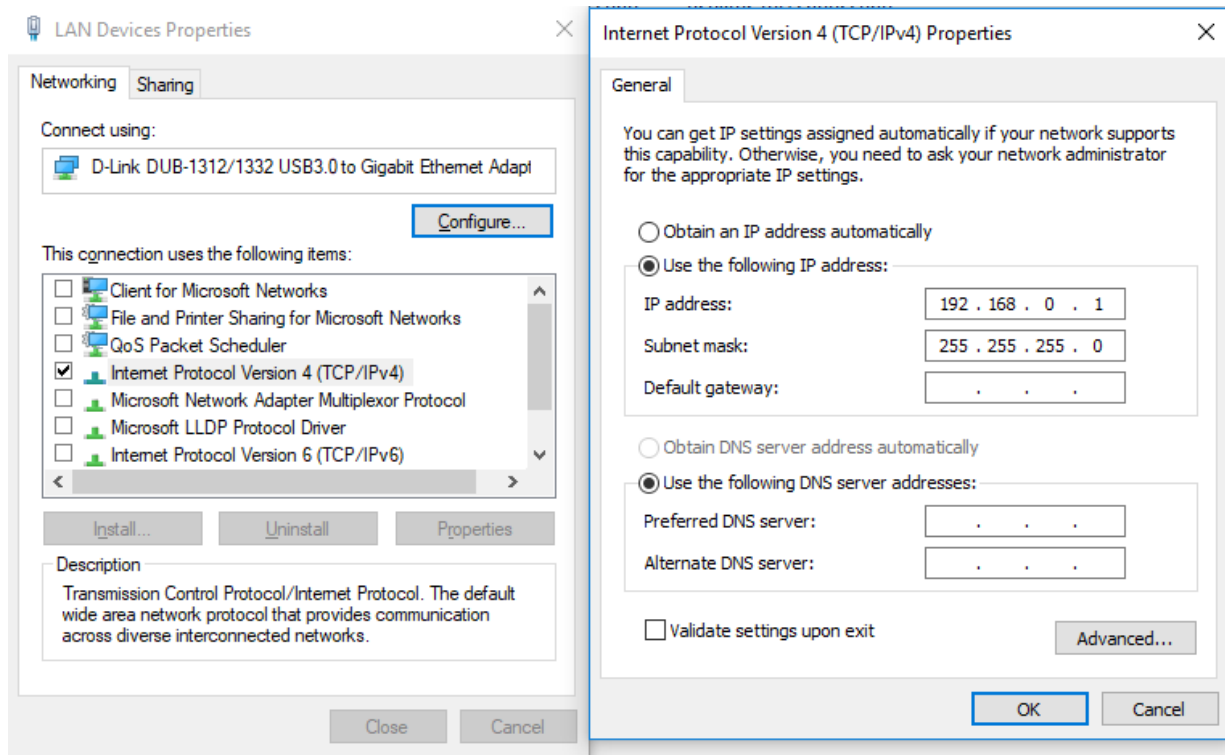 LAN Devices Properties
Networking
Sharing
Connect using:
D-Link DUB-1312/1332 USB3.0 to Gigabit Ethernet Adapt
Configure...
This connection uses the following items:
Client for Microsoft Networks
File and Printer Sharing for Microsoft Networks
QoS Packet Scheduler
Internet Protocol Version 4 (TCP/IPv4)
Microsoft Network Adapter Multiplexor Protocol
Microsoft LLDP Protocol Driver
Internet Protocol Version 6 (TCP/IPv6)
Install...
Uninstall
Properties
Description
Transmission Control Protocol/Internet Protocol. The default
wide area network protocol that provides communication
across diverse interconnected networks.
Close
Cancel
Internet Protocol Version 4 (TCP/IPv4) Properties
General
You can get IP settings assigned automatically if your network supports
this capability. Otherwise, you need to ask your network administrator
for the appropriate IP settings.
Obtain an IP address automatically
Use the following IP address:
IP address: 192 . 168 . 0 . 1
Subnet mask: 255 . 255 . 255 . 0
Default gateway: . . .
Obtain DNS server address automatically
Use the following DNS server addresses:
Preferred DNS server: . . .
Alternate DNS server: . . .
Validate settings upon exit
Advanced...
OK
Cancel